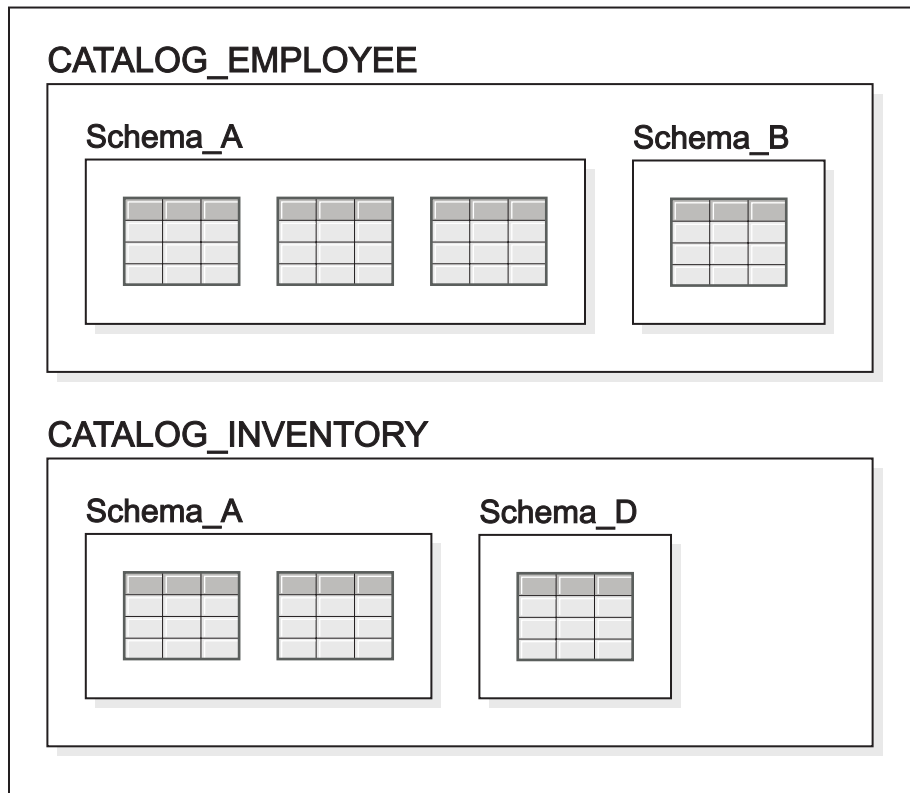 CATALOG_EMPLOYEE
Schema_A
Schema_B
CATALOG_INVENTORY
Schema_A
Schema_D